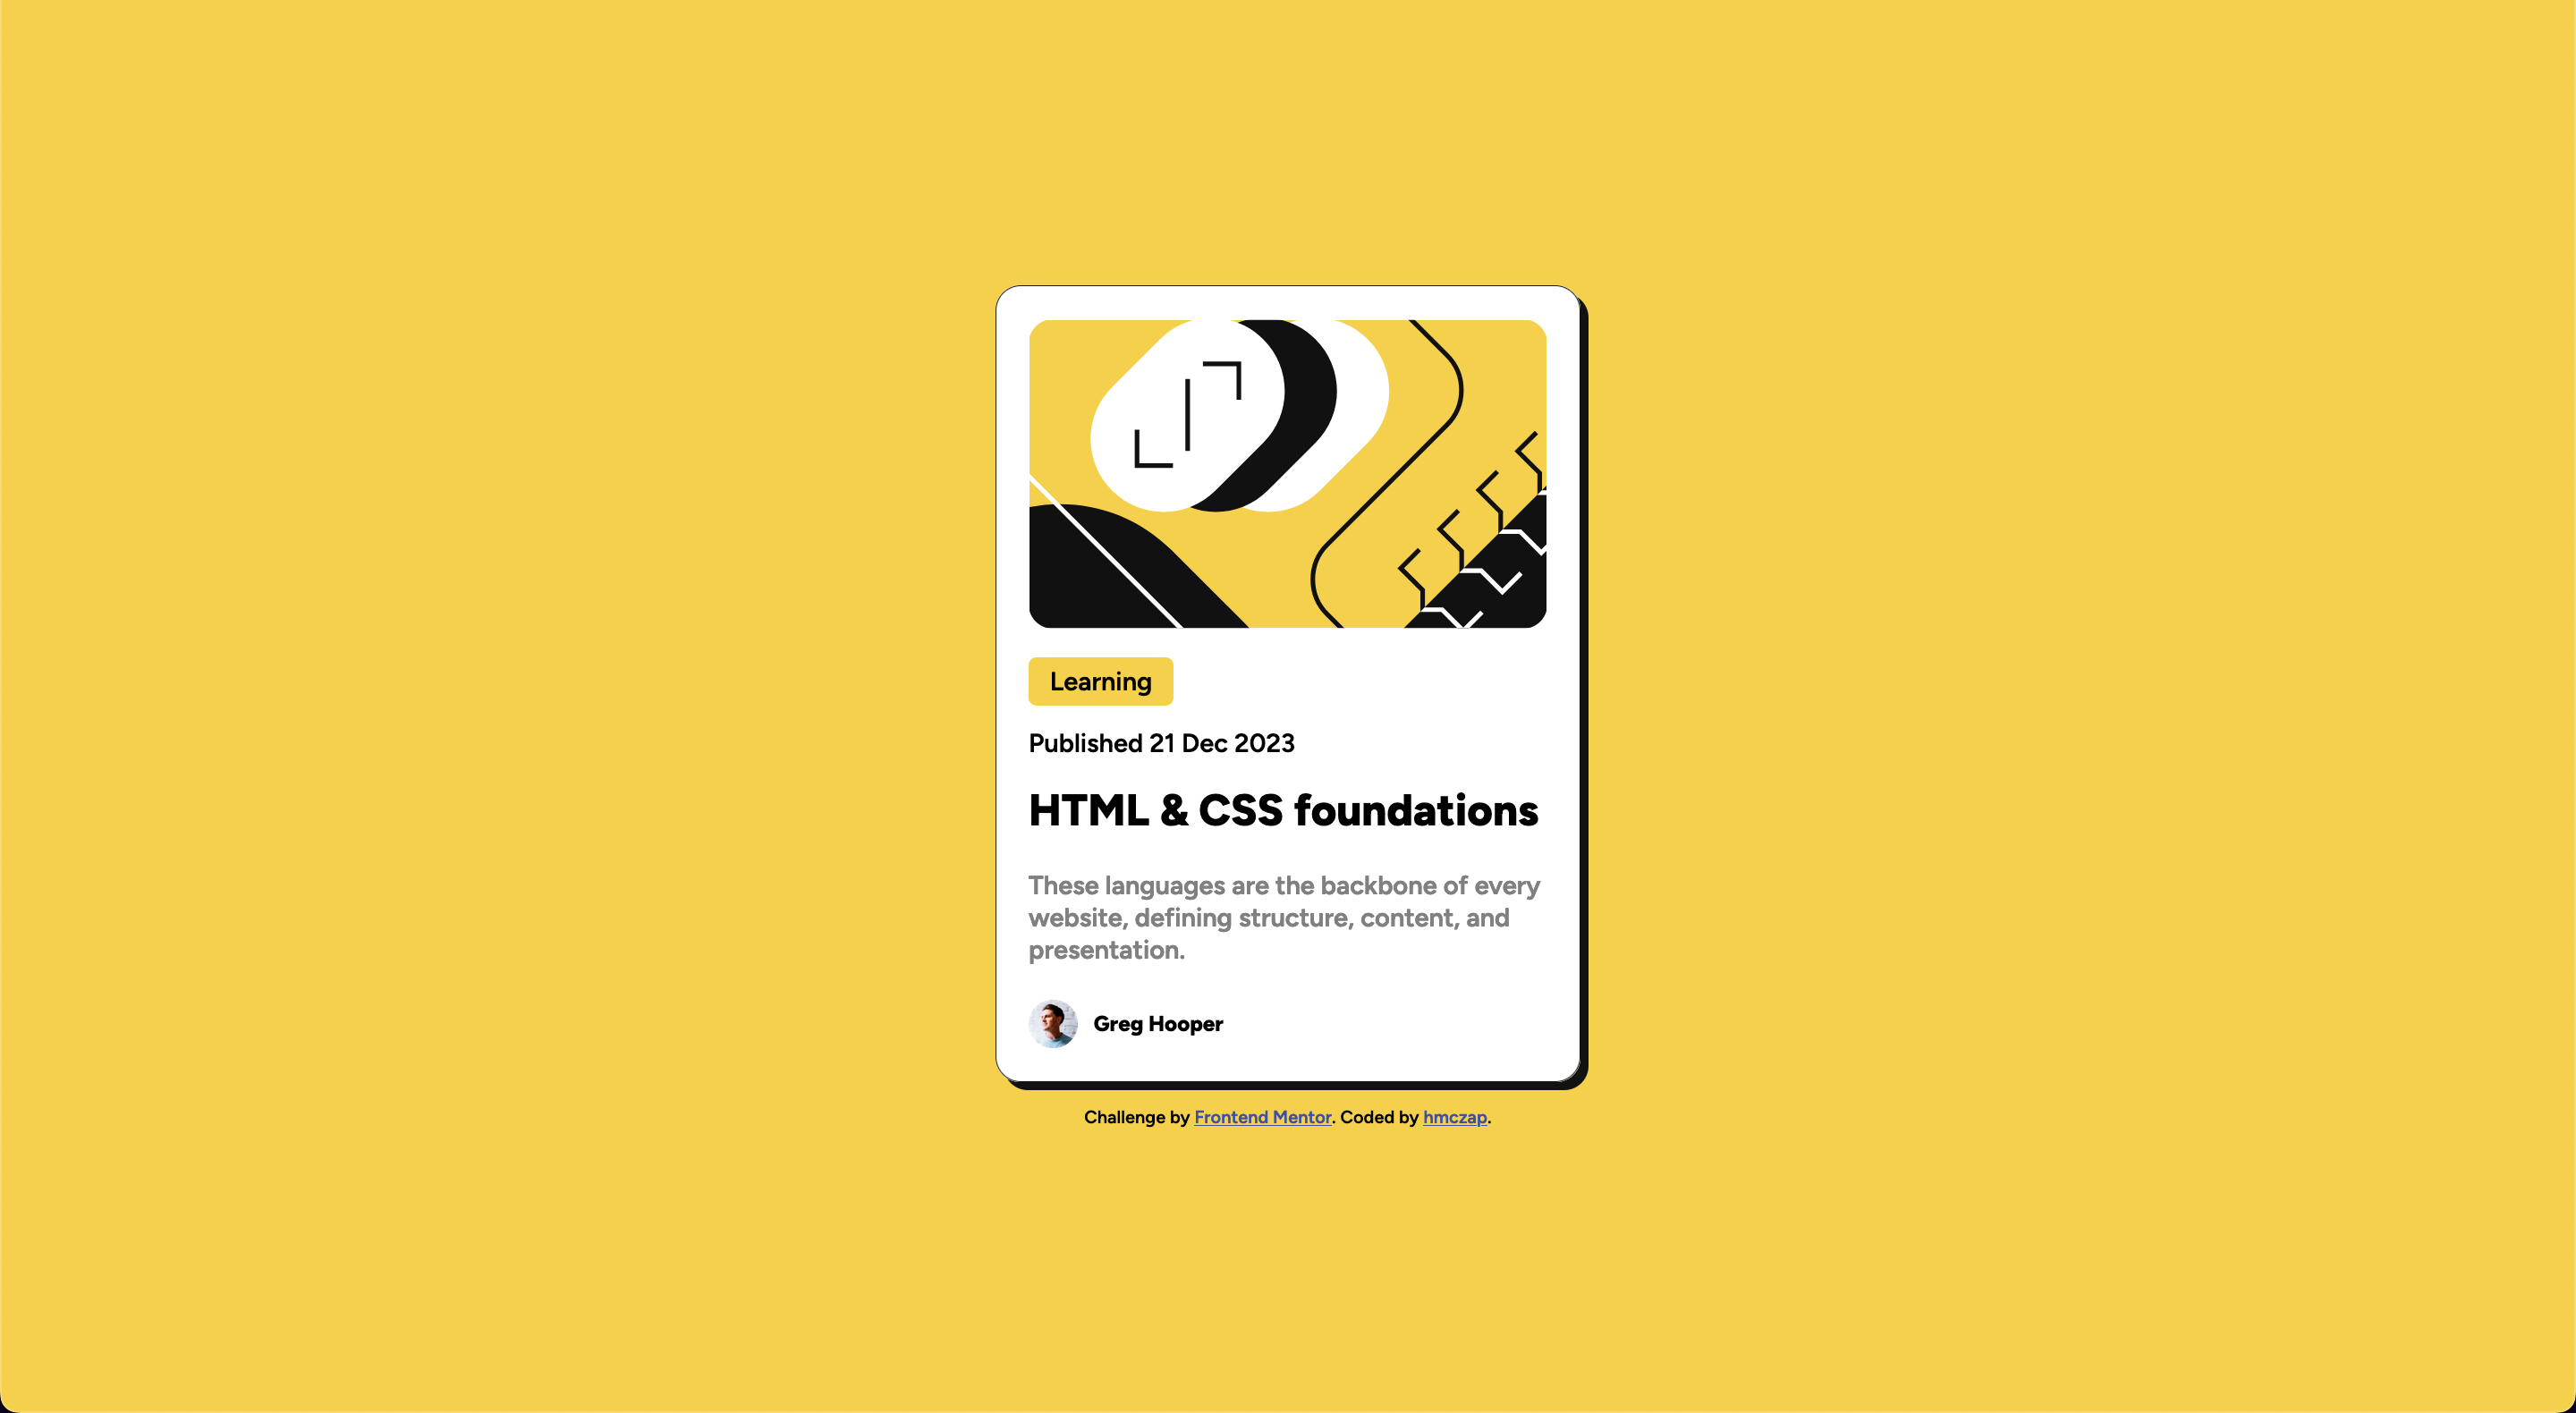 Learning
Published 21 Dec 2023
HTML & CSS foundations
These languages are the backbone of every
website, defining structure, content, and
presentation.
Greg Hooper
Challenge by Frontend Mentor. Coded by hmczap.